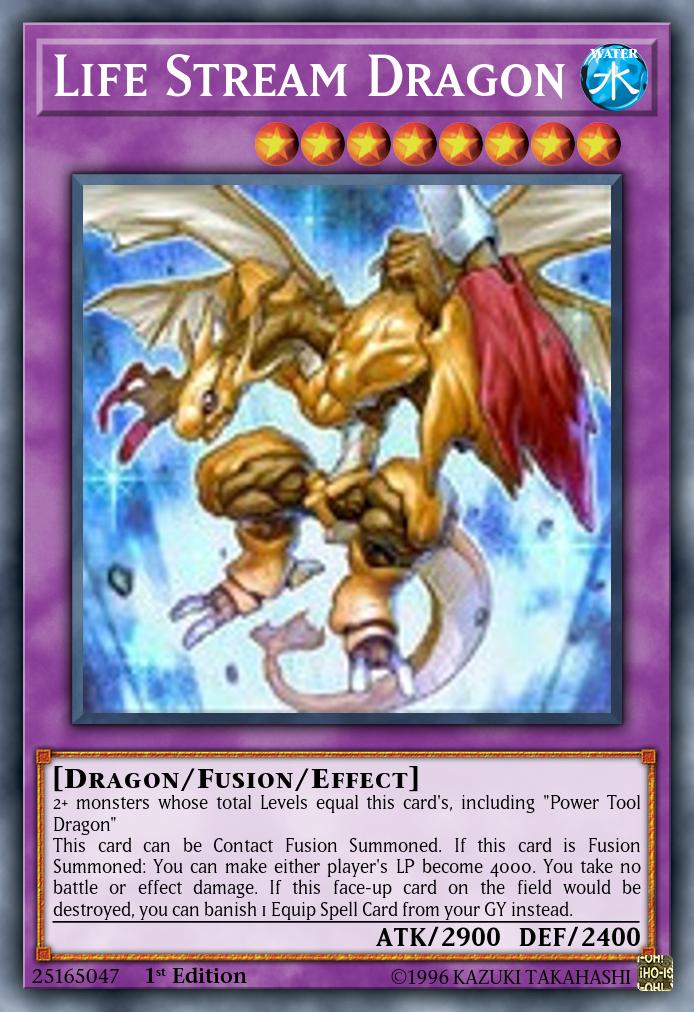 LIFE STREAM DRAGON
WATER
水
[DRAGON/FUSION/EFFECT]
2+ monsters whose total Levels equal this card's, including "Power Tool
Dragon"
This card can be Contact Fusion Summoned. If this card is Fusion
Summoned: You can make either player's LP become 4000. You take no
battle or effect damage. If this face-up card on the field would be
destroyed, you can banish 1 Equip Spell Card from your GY instead.
ATK/2900 DEF/2400
25165047 1st Edition ©1996 KAZUKI TAKAHASHI